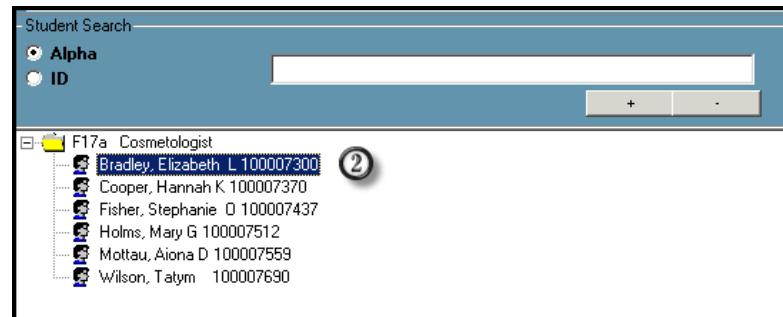 Student Search
Alpha
ID
+ -
F17a Cosmetologist
Bradley, Elizabeth L 100007300
2
Cooper, Hannah K 100007370
Fisher, Stephanie O 100007437
Holms, Mary G 100007512
Mottau, Aiona D 100007559
Wilson, Tatym 100007690